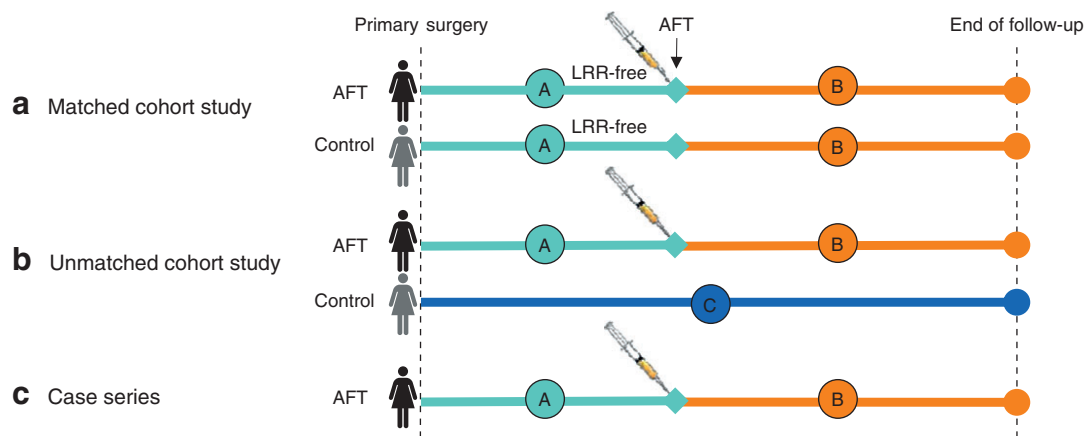 Primary surgery AFT End of follow-up
a Matched cohort study
AFT A LRR-free B
Control A LRR-free B
b Unmatched cohort study
AFT A B
Control C
c Case series
AFT A B